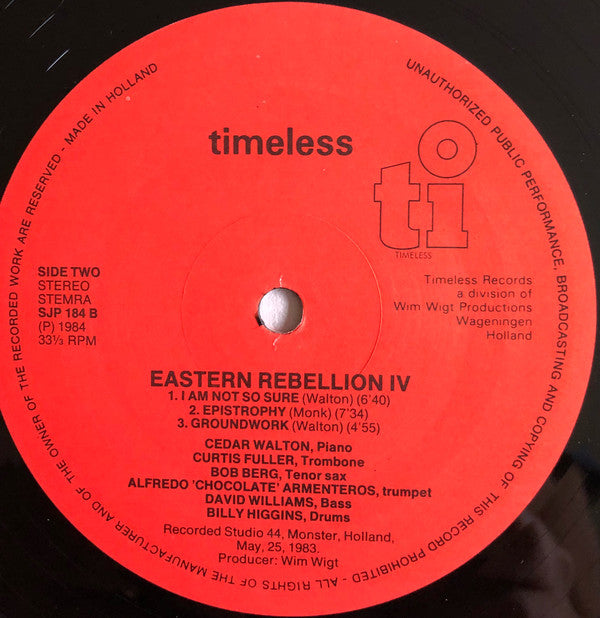 timeless
ti
TIMELESS
Timeless Records
a division of
Wim Wigt Productions
Wageningen
Holland
SIDE TWO
STEREO
STEMRA
SJP 184 B
(P) 1984
33⅓ RPM
EASTERN REBELLION IV
1. I AM NOT SO SURE (Walton) (6'40)
2. EPISTROPHY (Monk) (7'34)
3. GROUNDWORK (Walton) (4'55)
CEDAR WALTON, Piano
CURTIS FULLER, Trombone
BOB BERG, Tenor sax
ALFREDO 'CHOCOLATE' ARMENTEROS, trumpet
DAVID WILLIAMS, Bass
BILLY HIGGINS, Drums
Recorded Studio 44, Monster, Holland,
May, 25, 1983.
Producer: Wim Wigt
UNAUTHORIZED PUBLIC PERFORMANCE, BROADCASTING AND COPYING OF THIS RECORD PROHIBITED - ALL RIGHTS OF THE MANUFACTURER AND OF THE OWNER OF THE RECORDED WORK ARE RESERVED - MADE IN HOLLAND